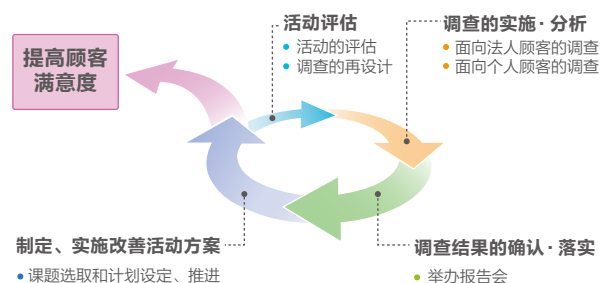 提高顾客
满意度
活动评估
● 活动的评估
● 调查的再设计
调查的实施·分析
● 面向法人顾客的调查
● 面向个人顾客的调查
制定、实施改善活动方案
● 课题选取和计划设定、推进
调查结果的确认·落实
● 举办报告会